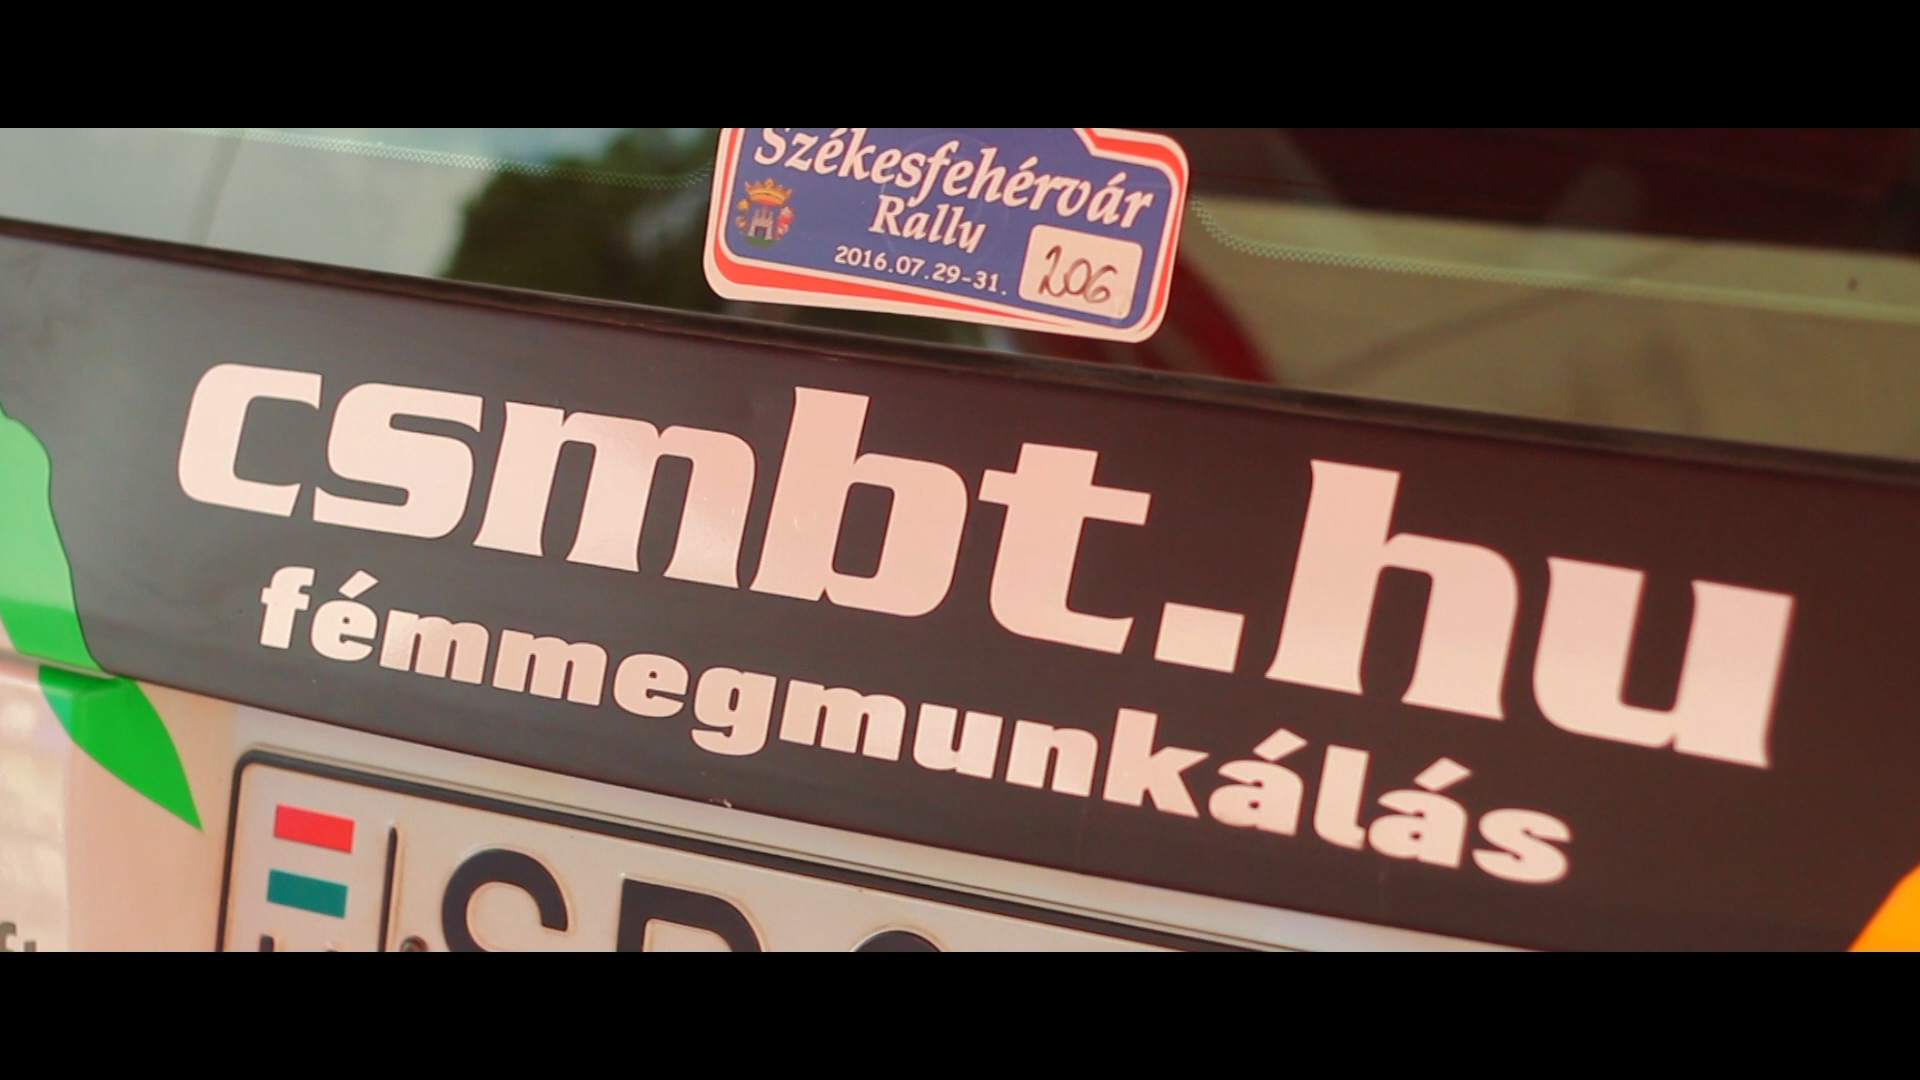 Székesfehérvár
Rally
2016.07.29-31.
206
csmbt.hu
fémmegmunkálás